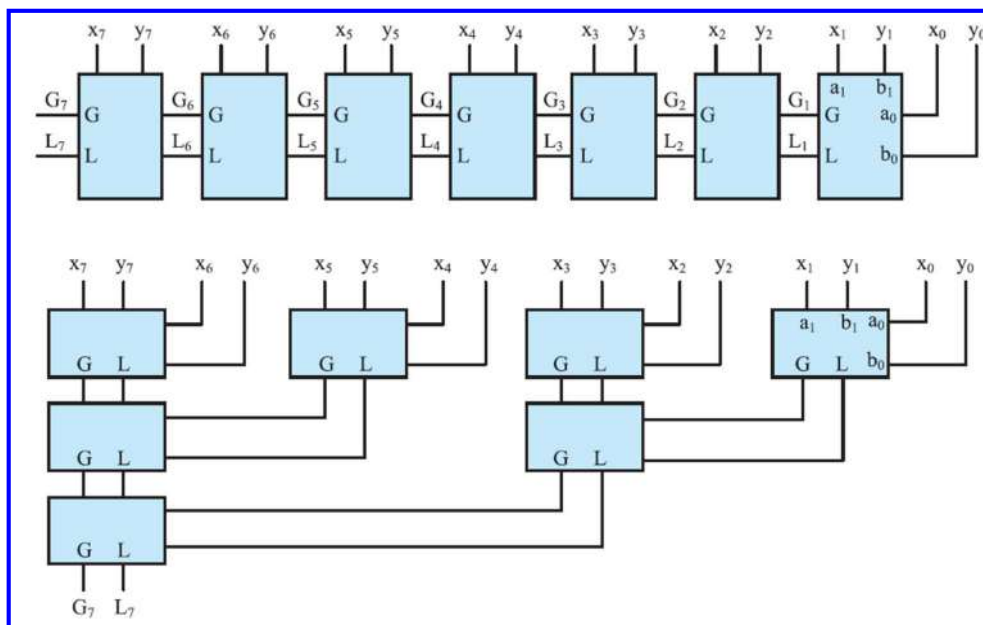 x₇ y₇ x₆ y₆ x₅ y₅ x₄ y₄ x₃ y₃ x₂ y₂ x₁ y₁ x₀ y₀
a₁ b₁
G₇ G₆ G₅ G₄ G₃ G₂ G₁
G G G G G G G a₀
L₇ L₆ L₅ L₄ L₃ L₂ L₁
L L L L L L L b₀
x₇ y₇ x₆ y₆ x₅ y₅ x₄ y₄ x₃ y₃ x₂ y₂ x₁ y₁ x₀ y₀
a₁ b₁ a₀
G L G L G L G L b₀
G L G L
G L
G₇ L₇